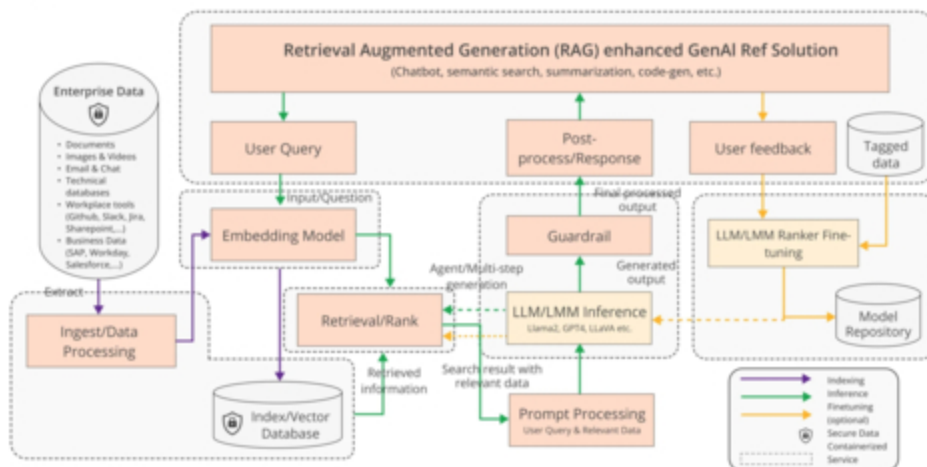 Retrieval Augmented Generation (RAG) enhanced GenAI Ref Solution
(Chatbot, semantic search, summarization, code-gen, etc.)
Enterprise Data
• Documents
• Images & Videos
• Email & Chat
• Technical
databases
• Workplace tools
(Github, Slack, Jira,
Sharepoint,...)
• Business Data
(SAP, Workday,
Salesforce,...)
User Query
Post-
process/Response
User feedback
Tagged
data
Input/Question
Final processed
output
Embedding Model
Guardrail
LLM/LMM Ranker Fine-
tuning
Agent/Multi-step
generation
Generated
output
Extract
Ingest/Data
Processing
Retrieval/Rank
LLM/LMM Inference
Llama2, GPT4, LLaVA etc.
Model
Repository
Retrieved
information
Search result with
relevant data
Index/Vector
Database
Prompt Processing
User Query & Relevant Data
Indexing
Inference
Finetuning
(optional)
Secure Data
Containerized
Service